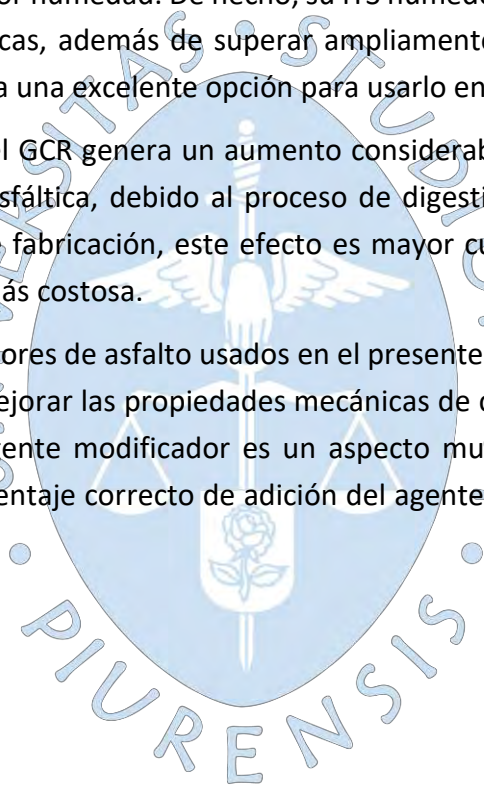 or humedad. De hecho, su ITS húmedo
cas, además de superar ampliamente
a una excelente opción para usarlo en
l GCR genera un aumento considerab
sfáltica, debido al proceso de digesti
e fabricación, este efecto es mayor cu
ás costosa.
ores de asfalto usados en el presente
ejorar las propiedades mecánicas de
ente modificador es un aspecto mu
entaje correcto de adición del agente
PIURENSIS